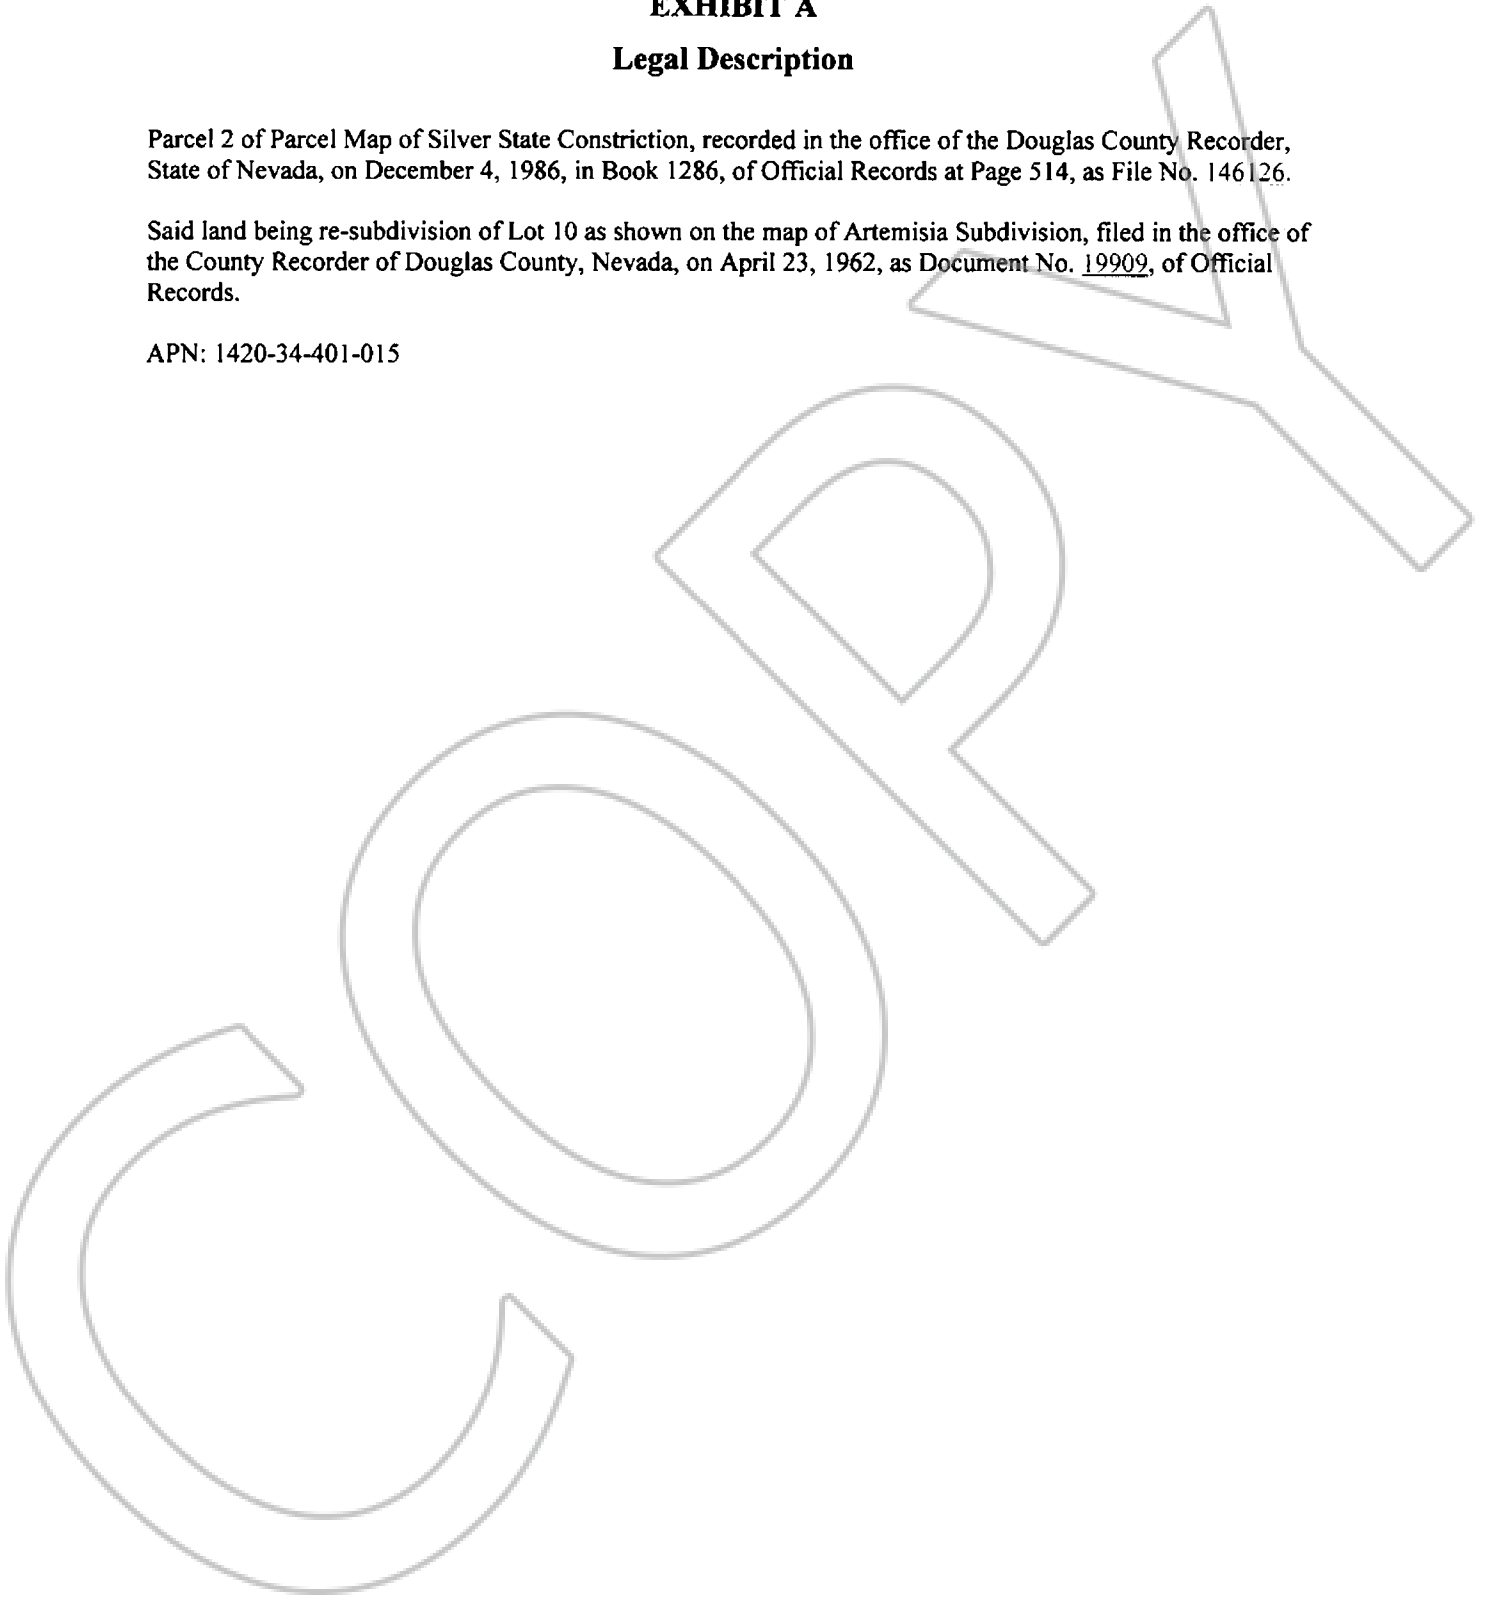 EXHIBIT A
Legal Description
Parcel 2 of Parcel Map of Silver State Constriction, recorded in the office of the Douglas County Recorder,
State of Nevada, on December 4, 1986, in Book 1286, of Official Records at Page 514, as File No. 146126.
Said land being re-subdivision of Lot 10 as shown on the map of Artemisia Subdivision, filed in the office of
the County Recorder of Douglas County, Nevada, on April 23, 1962, as Document No. 19909, of Official
Records.
APN: 1420-34-401-015
COPY